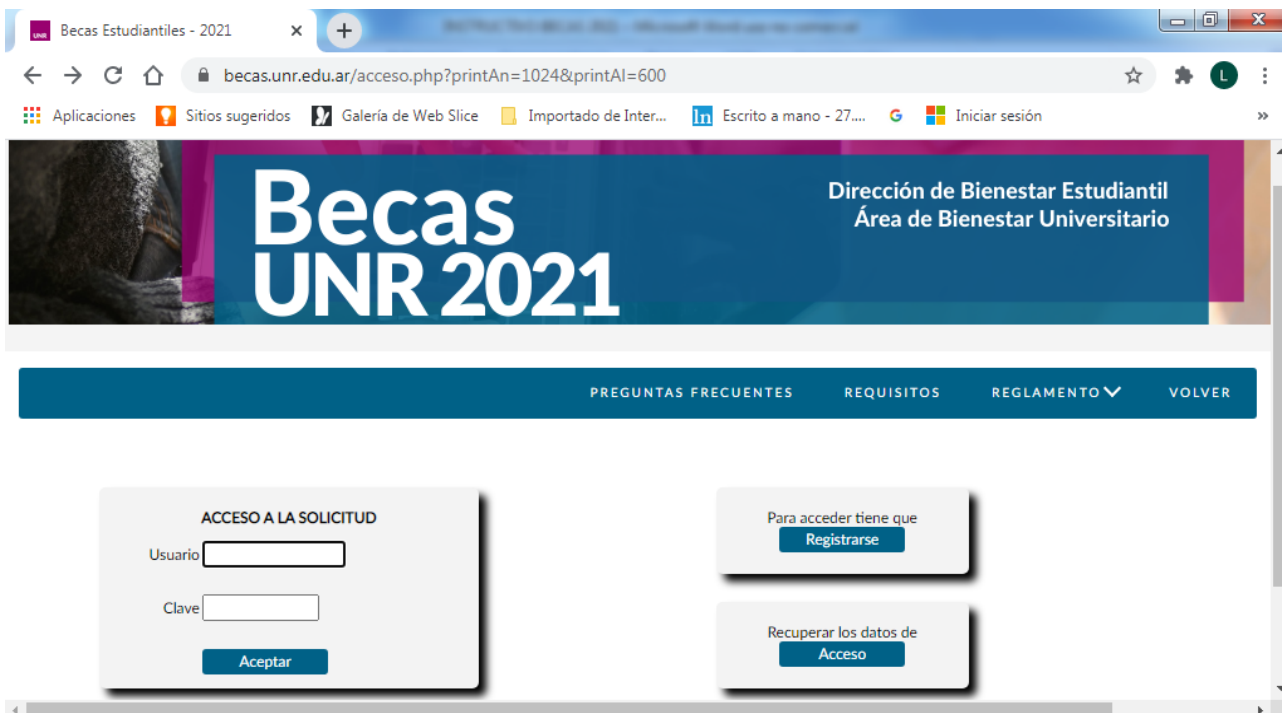 Becas Estudiantiles - 2021
becas.unr.edu.ar/acceso.php?printAn=1024&printAl=600
L
Aplicaciones Sitios sugeridos Galería de Web Slice Importado de Inter... Escrito a mano - 27.... G Iniciar sesión »
Becas
UNR 2021
Dirección de Bienestar Estudiantil
Área de Bienestar Universitario
PREGUNTAS FRECUENTES REQUISITOS REGLAMENTO VOLVER
ACCESO A LA SOLICITUD
Usuario
Clave
Aceptar
Para acceder tiene que
Registrarse
Recuperar los datos de
Acceso